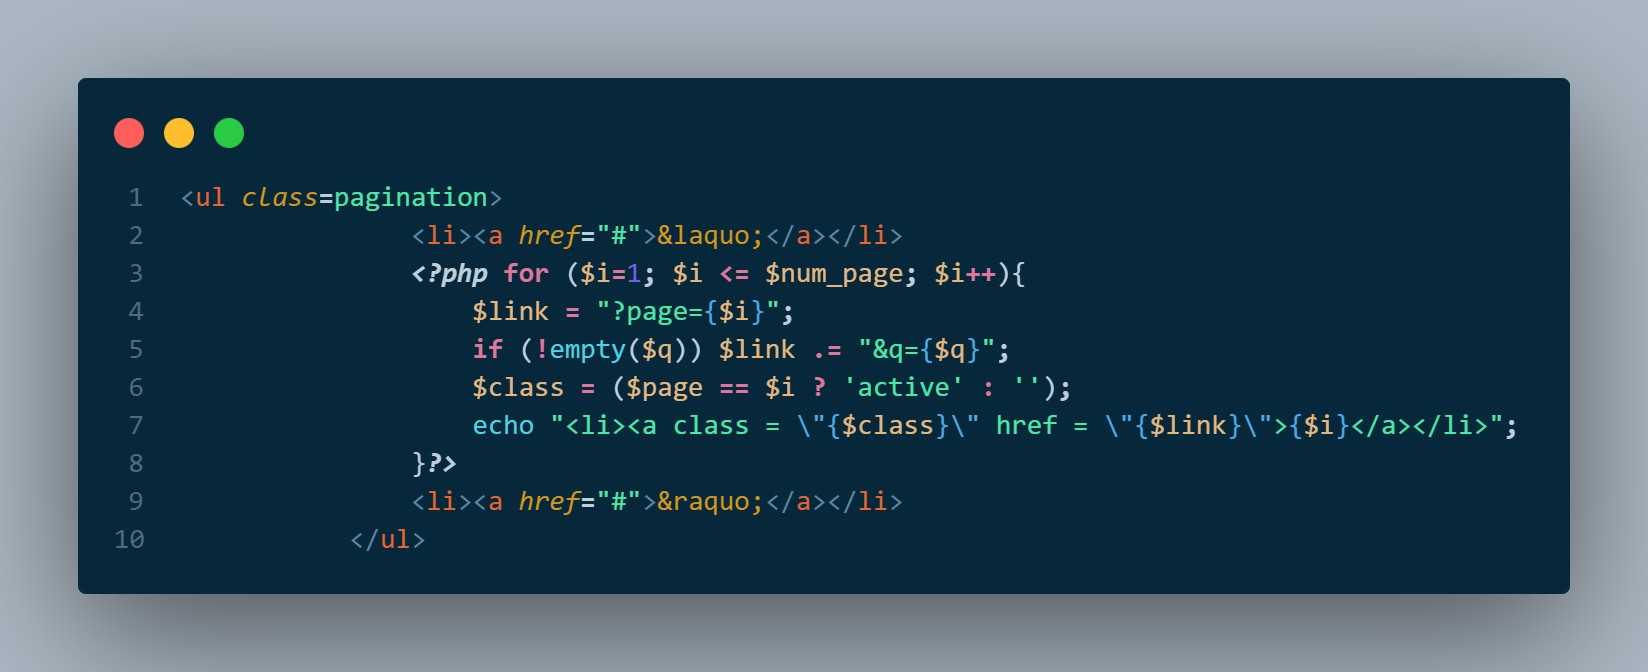 1 <ul class=pagination>
2 <li><a href="#">&laquo;</a></li>
3 <?php for ($i=1; $i <= $num_page; $i++){
4 $link = "?page={$i}";
5 if (!empty($q)) $link .= "&q={$q}";
6 $class = ($page == $i ? 'active' : '');
7 echo "<li><a class = \"{$class}\" href = \"{$link}\">{$i}</a></li>";
8 }?>
9 <li><a href="#">&raquo;</a></li>
10 </ul>